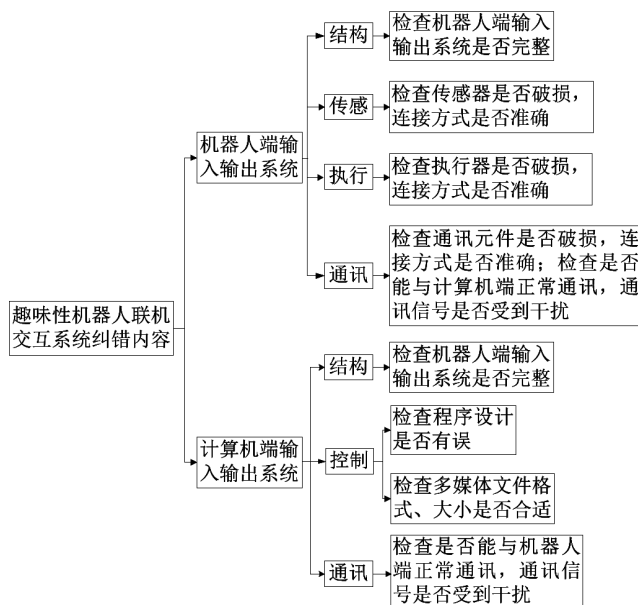 趣味性机器人联机
交互系统纠错内容
机器人端输
入输出系统
结构
检查机器人端输入
输出系统是否完整
传感
检查传感器是否破损，
连接方式是否准确
执行
检查执行器是否破损，
连接方式是否准确
通讯
检查通讯元件是否破损，连
接方式是否准确；检查是否
能与计算机端正常通讯，通
讯信号是否受到干扰
计算机端输
入输出系统
结构
检查机器人端输入
输出系统是否完整
控制
检查程序设计
是否有误
检查多媒体文件格
式、大小是否合适
通讯
检查是否能与机器人
端正常通讯，通讯信
号是否受到干扰